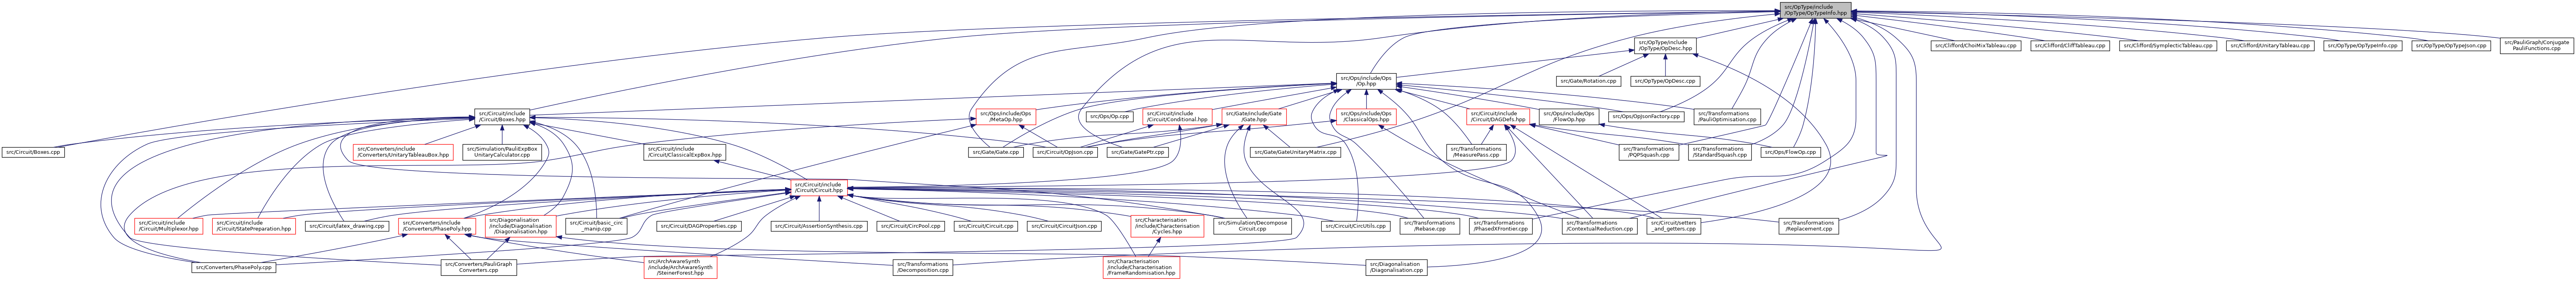 src/OpType/include
/OpType/OpTypeInfo.hpp
src/OpType/include
/OpType/OpDesc.hpp
src/Clifford/ChoiMixTableau.cpp
src/Clifford/CliffTableau.cpp
src/Clifford/SymplecticTableau.cpp
src/Clifford/UnitaryTableau.cpp
src/OpType/OpTypeInfo.cpp
src/OpType/OpTypeJson.cpp
src/PauliGraph/Conjugate
PauliFunctions.cpp
src/Ops/include/Ops
/Op.hpp
src/Gate/Rotation.cpp
src/OpType/OpDesc.cpp
src/Circuit/include
/Circuit/Boxes.hpp
src/Ops/include/Ops
/MetaOp.hpp
src/Ops/Op.cpp
src/Circuit/include
/Circuit/Conditional.hpp
src/Gate/include/Gate
/Gate.hpp
src/Ops/include/Ops
/ClassicalOps.hpp
src/Circuit/include
/Circuit/DAGDefs.hpp
src/Ops/include/Ops
/FlowOp.hpp
src/Ops/OpJsonFactory.cpp
src/Transformations
/PauliOptimisation.cpp
src/Circuit/Boxes.cpp
src/Converters/include
/Converters/UnitaryTableauBox.hpp
src/Simulation/PauliExpBox
UnitaryCalculator.cpp
src/Circuit/include
/Circuit/ClassicalExpBox.hpp
src/Gate/Gate.cpp
src/Circuit/OpJson.cpp
src/Gate/GatePtr.cpp
src/Gate/GateUnitaryMatrix.cpp
src/Transformations
/MeasurePass.cpp
src/Transformations
/PQPSquash.cpp
src/Transformations
/StandardSquash.cpp
src/Ops/FlowOp.cpp
src/Circuit/include
/Circuit/Circuit.hpp
src/Circuit/include
/Circuit/Multiplexor.hpp
src/Circuit/include
/Circuit/StatePreparation.hpp
src/Circuit/latex_drawing.cpp
src/Converters/include
/Converters/PhasePoly.hpp
src/Diagonalisation
/include/Diagonalisation
/Diagonalisation.hpp
src/Circuit/basic_circ
_manip.cpp
src/Circuit/DAGProperties.cpp
src/Circuit/AssertionSynthesis.cpp
src/Circuit/CircPool.cpp
src/Circuit/Circuit.cpp
src/Circuit/CircuitJson.cpp
src/Characterisation
/include/Characterisation
/Cycles.hpp
src/Simulation/Decompose
Circuit.cpp
src/Circuit/CircUtils.cpp
src/Transformations
/Rebase.cpp
src/Transformations
/PhasedXFrontier.cpp
src/Transformations
/ContextualReduction.cpp
src/Circuit/setters
_and_getters.cpp
src/Transformations
/Replacement.cpp
src/Converters/PhasePoly.cpp
src/Converters/PauliGraph
Converters.cpp
src/ArchAwareSynth
/include/ArchAwareSynth
/SteinerForest.hpp
src/Transformations
/Decomposition.cpp
src/Characterisation
/include/Characterisation
/FrameRandomisation.hpp
src/Diagonalisation
/Diagonalisation.cpp